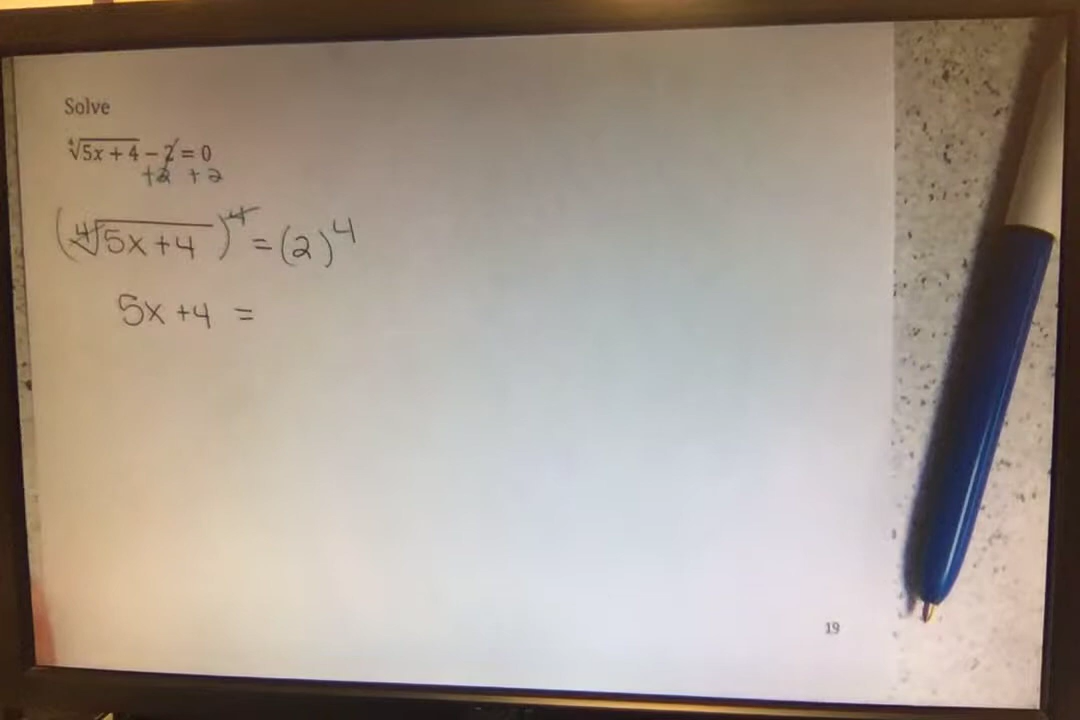 Solve
∜5x + 4 − 2 = 0
+2 +2
(∜5x+4)^4 = (2)^4
5x +4 =
19